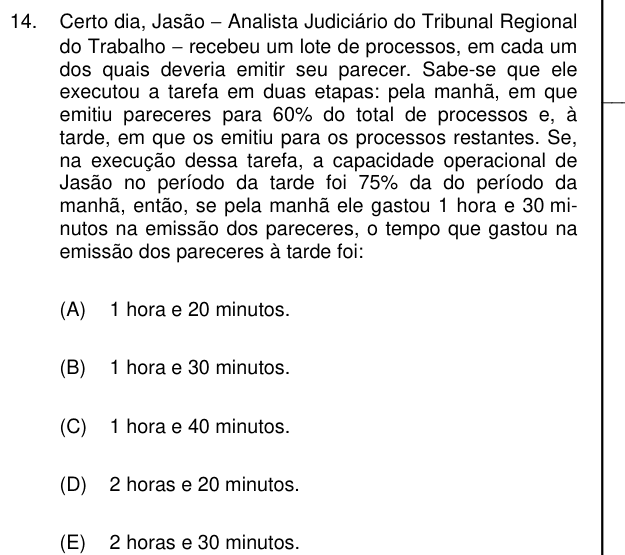 14. Certo dia, Jasão – Analista Judiciário do Tribunal Regional
do Trabalho – recebeu um lote de processos, em cada um
dos quais deveria emitir seu parecer. Sabe-se que ele
executou a tarefa em duas etapas: pela manhã, em que
emitiu pareceres para 60% do total de processos e, à
tarde, em que os emitiu para os processos restantes. Se,
na execução dessa tarefa, a capacidade operacional de
Jasão no período da tarde foi 75% da do período da
manhã, então, se pela manhã ele gastou 1 hora e 30 mi-
nutos na emissão dos pareceres, o tempo que gastou na
emissão dos pareceres à tarde foi:
(A) 1 hora e 20 minutos.
(B) 1 hora e 30 minutos.
(C) 1 hora e 40 minutos.
(D) 2 horas e 20 minutos.
(E) 2 horas e 30 minutos.